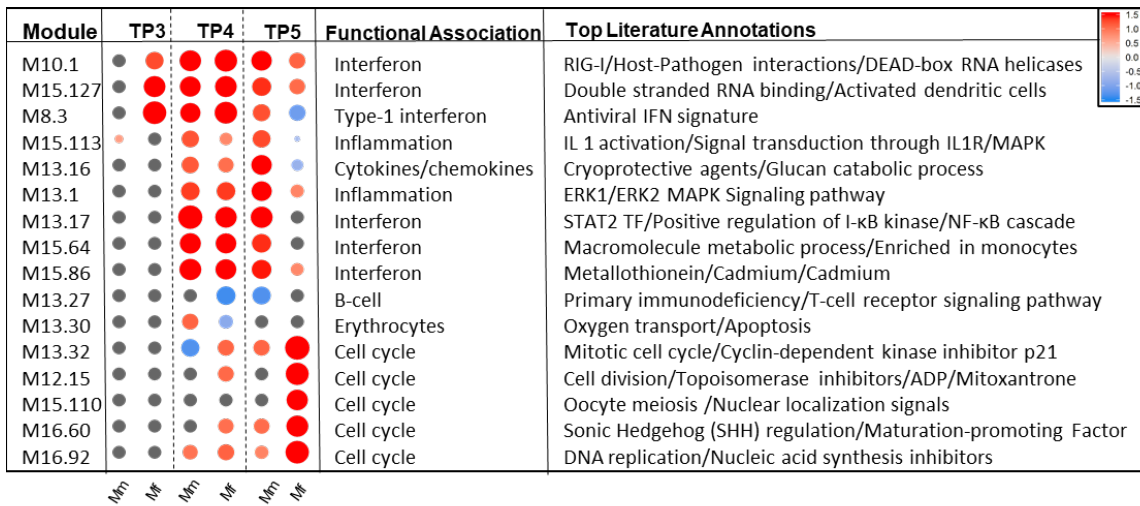 Module TP3 TP4 TP5 Functional Association Top Literature Annotations
M10.1 Interferon RIG-I/Host-Pathogen interactions/DEAD-box RNA helicases
M15.127 Interferon Double stranded RNA binding/Activated dendritic cells
M8.3 Type-1 interferon Antiviral IFN signature
M15.113 Inflammation IL 1 activation/Signal transduction through IL1R/MAPK
M13.16 Cytokines/chemokines Cryoprotective agents/Glucan catabolic process
M13.1 Inflammation ERK1/ERK2 MAPK Signaling pathway
M13.17 Interferon STAT2 TF/Positive regulation of I-κB kinase/NF-κB cascade
M15.64 Interferon Macromolecule metabolic process/Enriched in monocytes
M15.86 Interferon Metallothionein/Cadmium/Cadmium
M13.27 B-cell Primary immunodeficiency/T-cell receptor signaling pathway
M13.30 Erythrocytes Oxygen transport/Apoptosis
M13.32 Cell cycle Mitotic cell cycle/Cyclin-dependent kinase inhibitor p21
M12.15 Cell cycle Cell division/Topoisomerase inhibitors/ADP/Mitoxantrone
M15.110 Cell cycle Oocyte meiosis /Nuclear localization signals
M16.60 Cell cycle Sonic Hedgehog (SHH) regulation/Maturation-promoting Factor
M16.92 Cell cycle DNA replication/Nucleic acid synthesis inhibitors
Mm Mf Mm Mf Mm Mf
1.5
1.0
0.5
0.0
-0.5
-1.0
-1.5